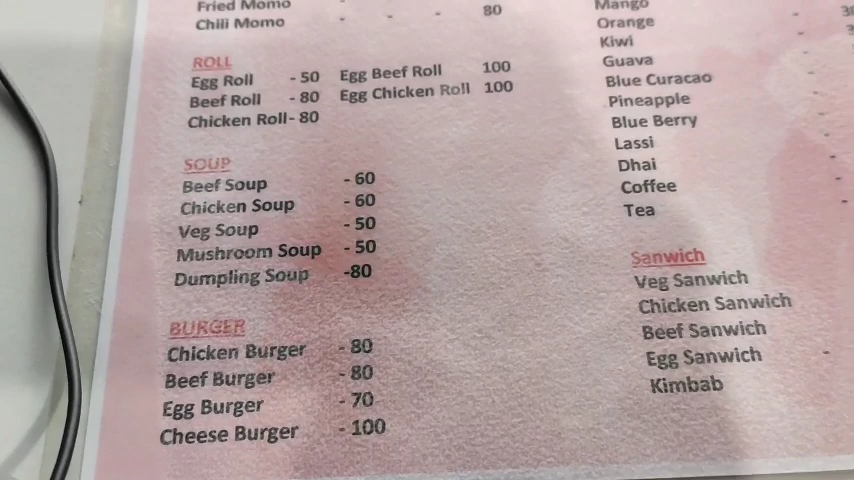 Fried Momo
Chili Momo - - - 80
ROLL
Egg Roll - 50 Egg Beef Roll 100
Beef Roll - 80 Egg Chicken Roll 100
Chicken Roll - 80
SOUP
Beef Soup - 60
Chicken Soup - 60
Veg Soup - 50
Mushroom Soup - 50
Dumpling Soup -80
BURGER
Chicken Burger - 80
Beef Burger - 80
Egg Burger - 70
Cheese Burger - 100
Mango
Orange -
Kiwi -
Guava
Blue Curacao
Pineapple
Blue Berry
Lassi -
Dhai -
Coffee -
Tea
Sanwich
Veg Sanwich
Chicken Sanwich
Beef Sanwich
Egg Sanwich -
Kimbab